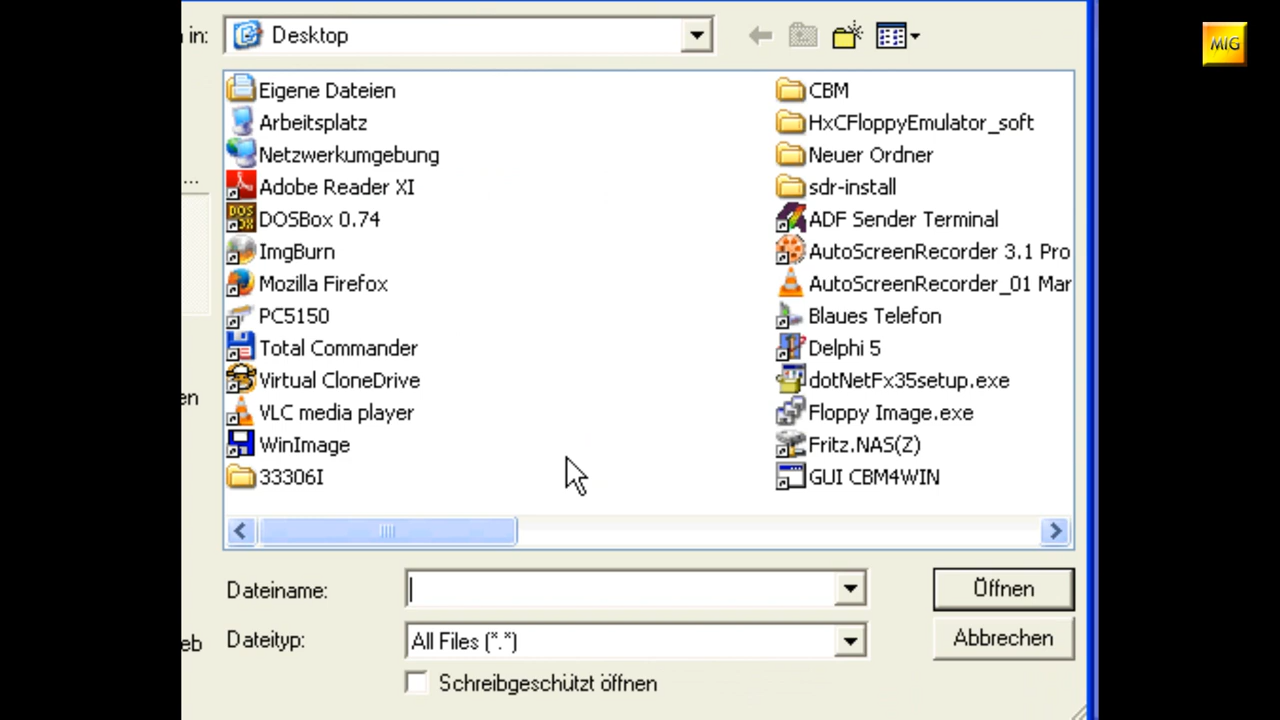 in:
Desktop
MIG
Eigene Dateien
Arbeitsplatz
Netzwerkumgebung
...
Adobe Reader XI
DOSBox 0.74
ImgBurn
Mozilla Firefox
PC5150
Total Commander
Virtual CloneDrive
en
VLC media player
WinImage
33306I
CBM
HxCFloppyEmulator_soft
Neuer Ordner
sdr-install
ADF Sender Terminal
AutoScreenRecorder 3.1 Pro
AutoScreenRecorder_01 Mar
Blaues Telefon
Delphi 5
dotNetFx35setup.exe
Floppy Image.exe
Fritz.NAS(Z)
GUI CBM4WIN
Dateiname:
Öffnen
eb
Dateityp:
All Files (*.*)
Abbrechen
Schreibgeschützt öffnen